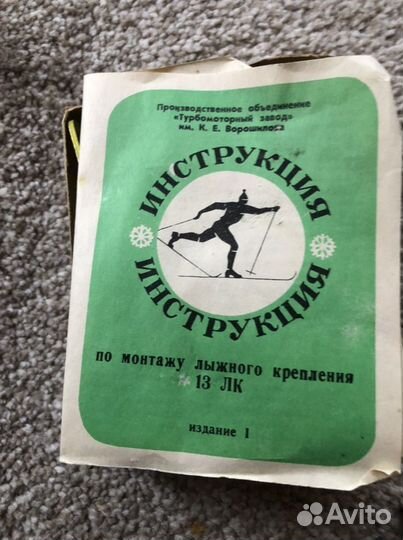 Производственное объединение
«Турбомоторный завод»
им. К. Е. Ворошилова
ИНСТРУКЦИЯ
ИНСТРУКЦИЯ
по монтажу лыжного крепления
13 ЛК
издание 1
Avito